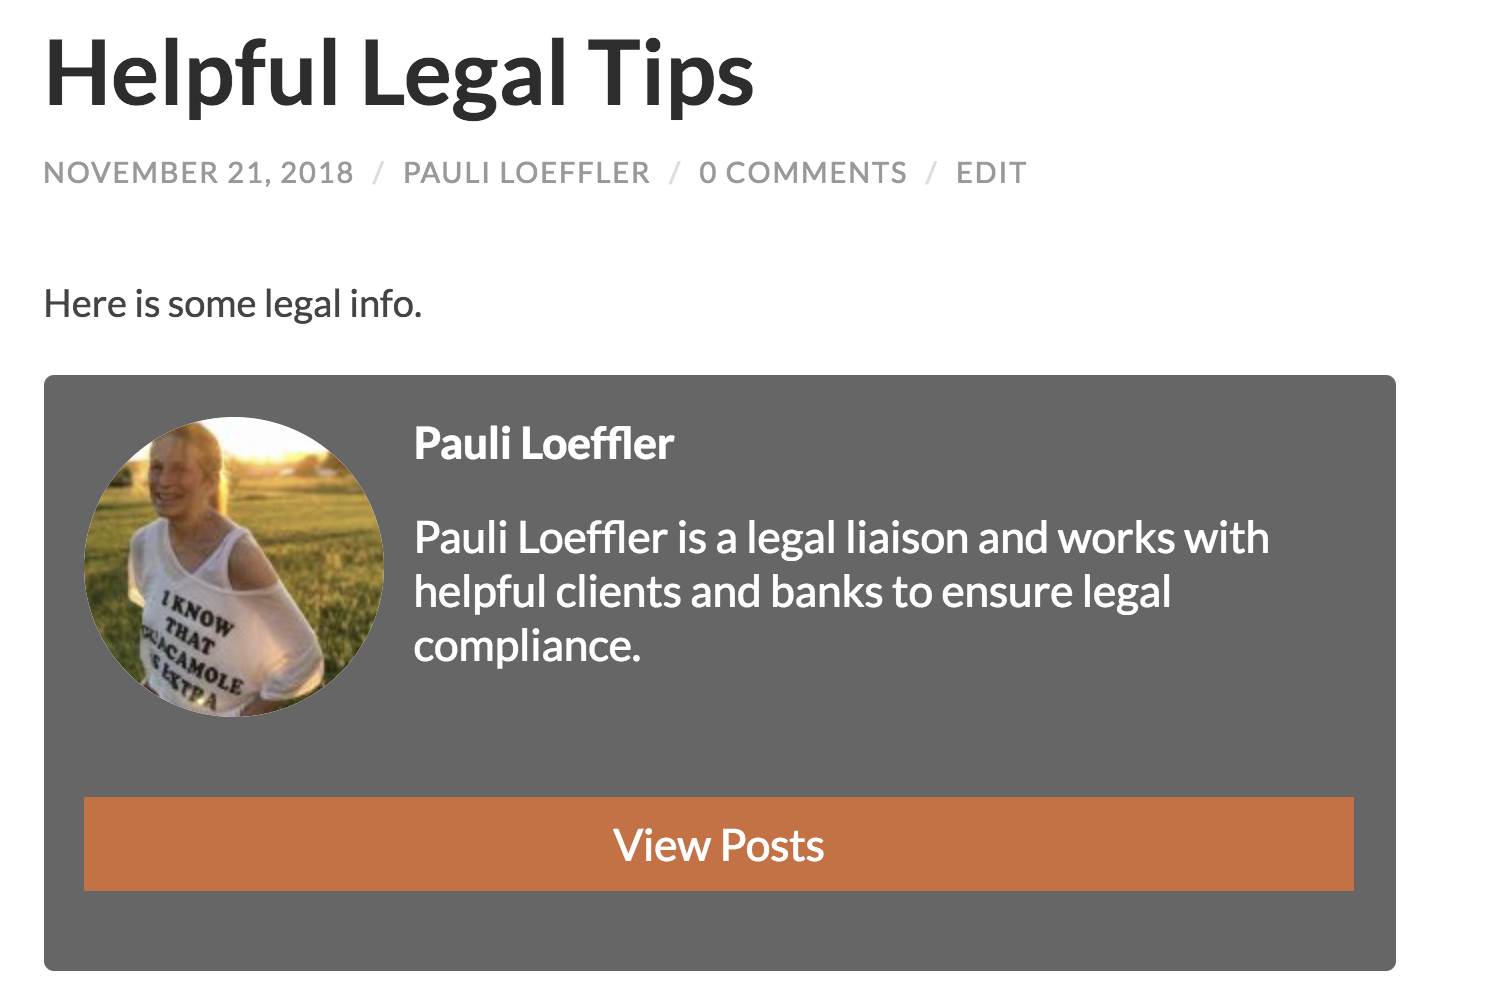 Helpful Legal Tips
NOVEMBER 21, 2018 / PAULI LOEFFLER / 0 COMMENTS / EDIT
Here is some legal info.
Pauli Loeffler
Pauli Loeffler is a legal liaison and works with
helpful clients and banks to ensure legal
compliance.
I KNOW
THAT
EXTRA
View Posts